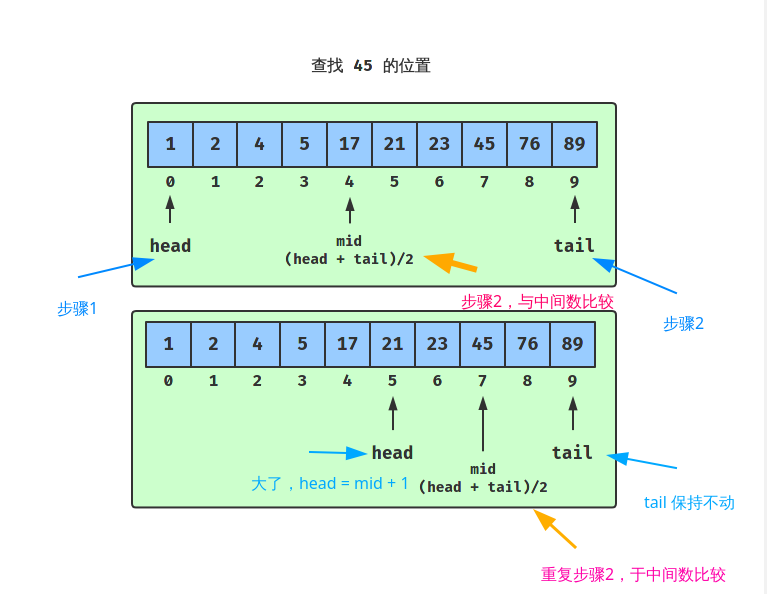 查找 45 的位置
1 2 4 5 17 21 23 45 76 89
0 1 2 3 4 5 6 7 8 9
head
mid
(head + tail)/2
tail
步骤1
步骤2，与中间数比较
步骤2
1 2 4 5 17 21 23 45 76 89
0 1 2 3 4 5 6 7 8 9
head
mid
(head + tail)/2
tail
大了，head = mid + 1
tail 保持不动
重复步骤2，于中间数比较